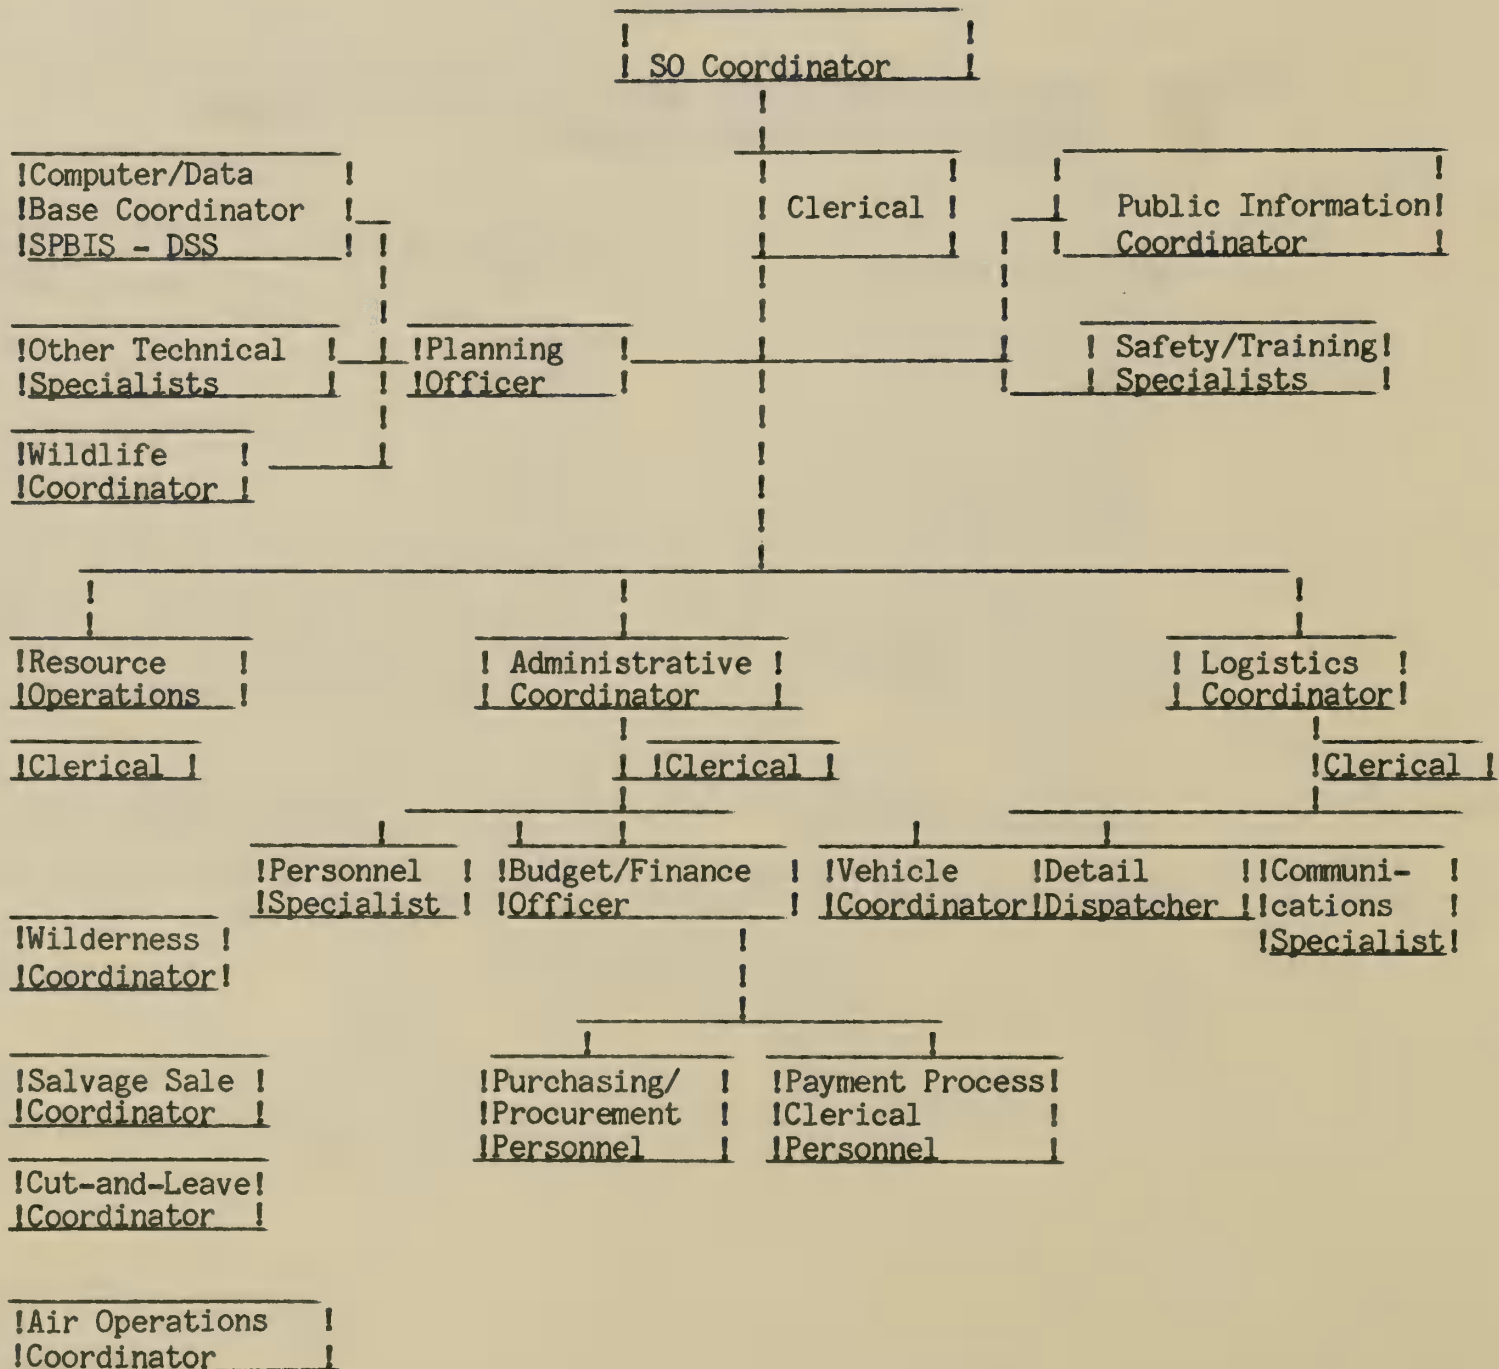 SO Coordinator
Computer/Data
Base Coordinator
SPBIS - DSS
Clerical
Public Information
Coordinator
Other Technical
Specialists
Planning
Officer
Safety/Training
Specialists
Wildlife
Coordinator
Resource
Operations
Administrative
Coordinator
Logistics
Coordinator
Clerical
Clerical
Clerical
Personnel
Specialist
Budget/Finance
Officer
Vehicle
Coordinator
Detail
Dispatcher
Communi-
cations
Specialist
Wilderness
Coordinator
Salvage Sale
Coordinator
Purchasing/
Procurement
Personnel
Payment Process
Clerical
Personnel
Cut-and-Leave
Coordinator
Air Operations
Coordinator